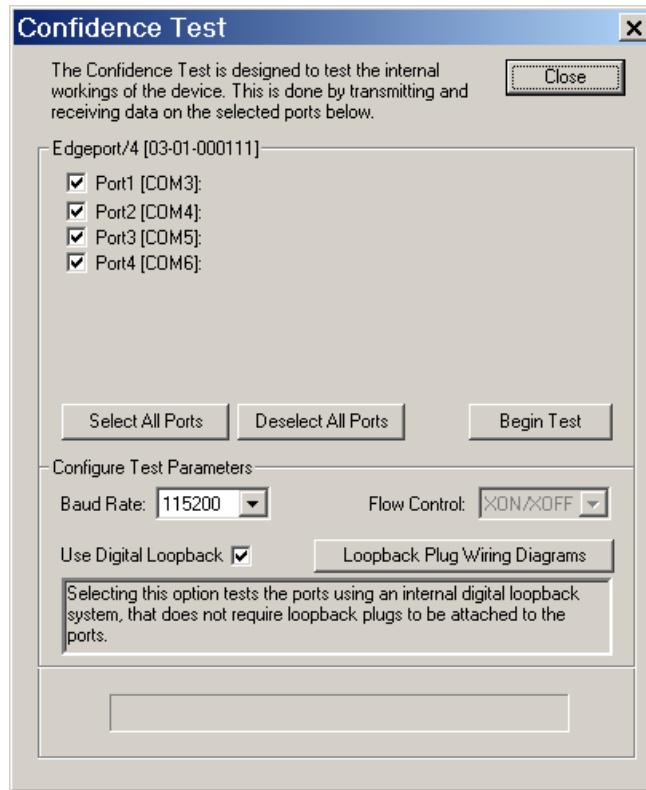 Confidence Test
The Confidence Test is designed to test the internal
workings of the device. This is done by transmitting and
receiving data on the selected ports below.
Close
Edgeport/4 [03-01-000111]
Port1 [COM3]:
Port2 [COM4]:
Port3 [COM5]:
Port4 [COM6]:
Select All Ports
Deselect All Ports
Begin Test
Configure Test Parameters
Baud Rate: 115200
Flow Control: XON/XOFF
Use Digital Loopback
Loopback Plug Wiring Diagrams
Selecting this option tests the ports using an internal digital loopback
system, that does not require loopback plugs to be attached to the
ports.